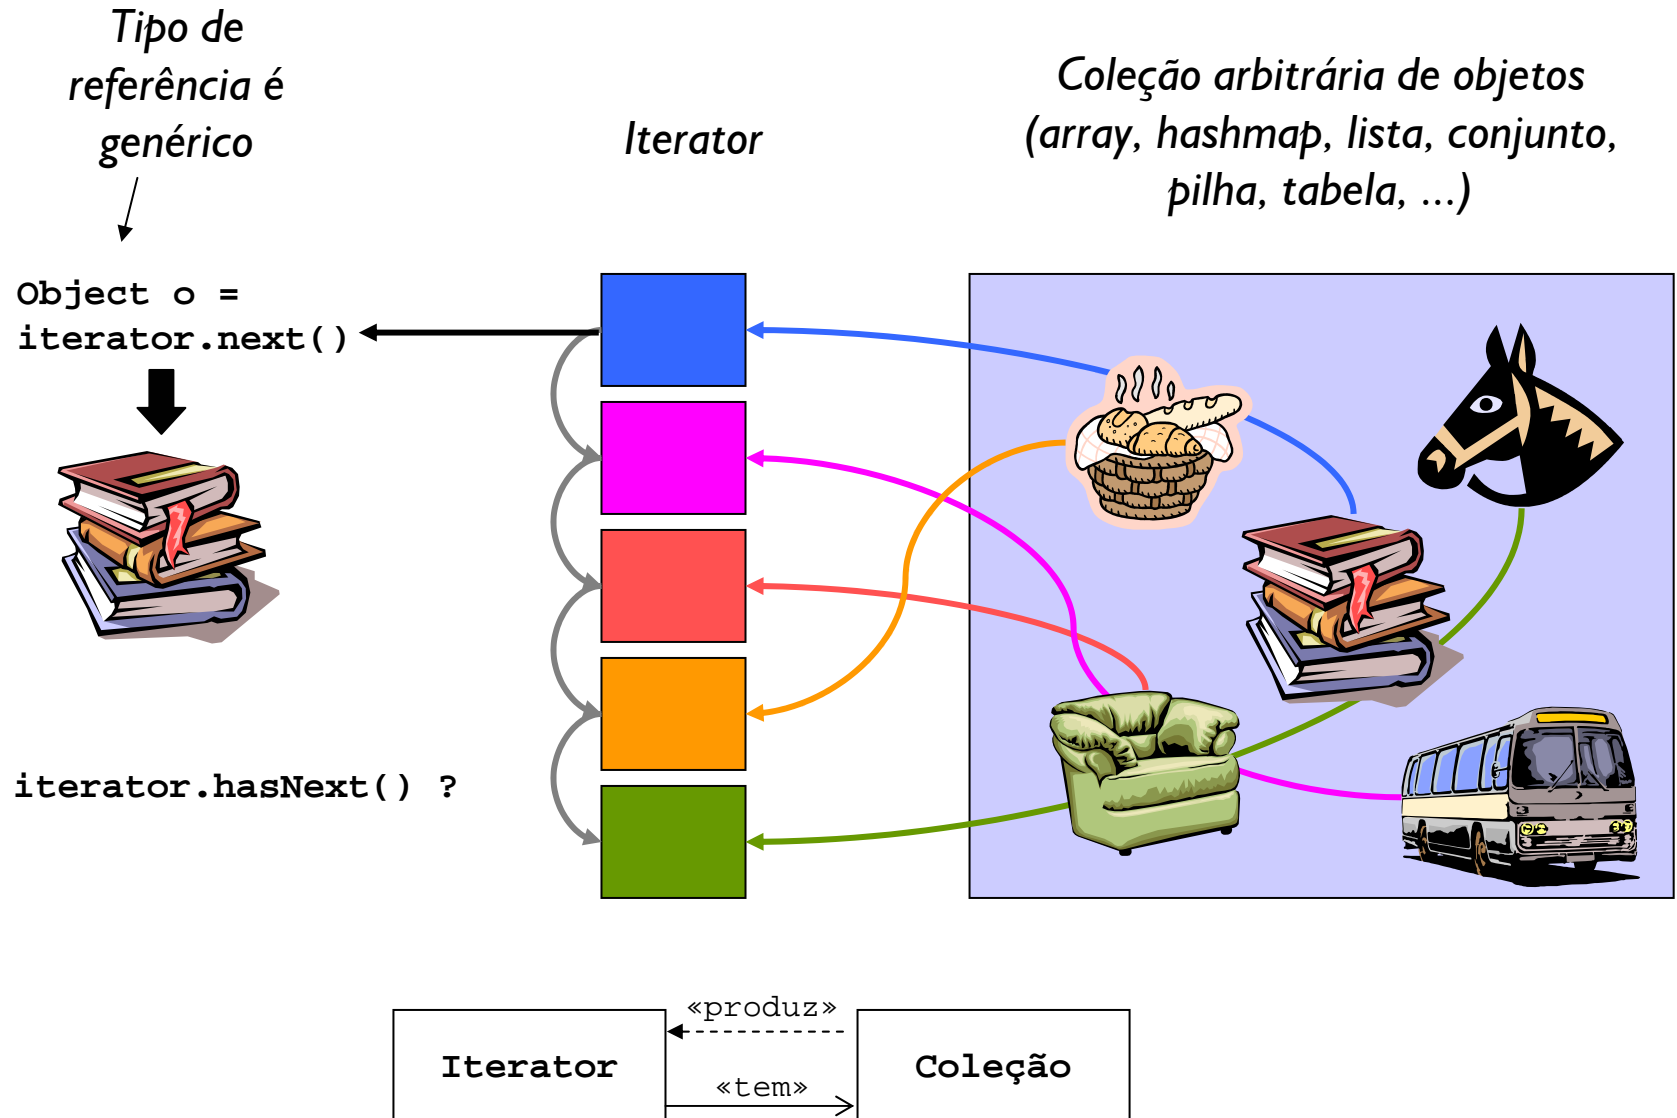 Tipo de
referência é
genérico
Iterator
Coleção arbitrária de objetos
(array, hashmap, lista, conjunto,
pilha, tabela, ...)
Object o =
iterator.next()
iterator.hasNext() ?
«produz»
Iterator
Coleção
«tem»